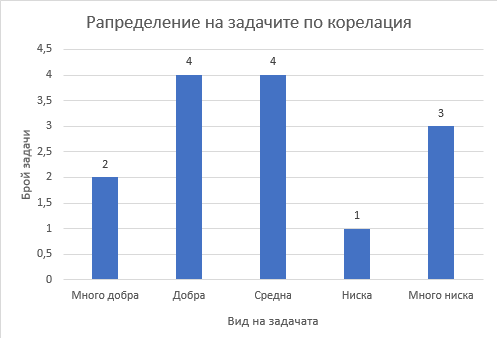 Рапределение на задачите по корелация
Брой задачи
4,5
4
3,5
3
2,5
2
1,5
1
0,5
0
2
4
4
1
3
Много добра
Добра
Средна
Ниска
Много ниска
Вид на задачата